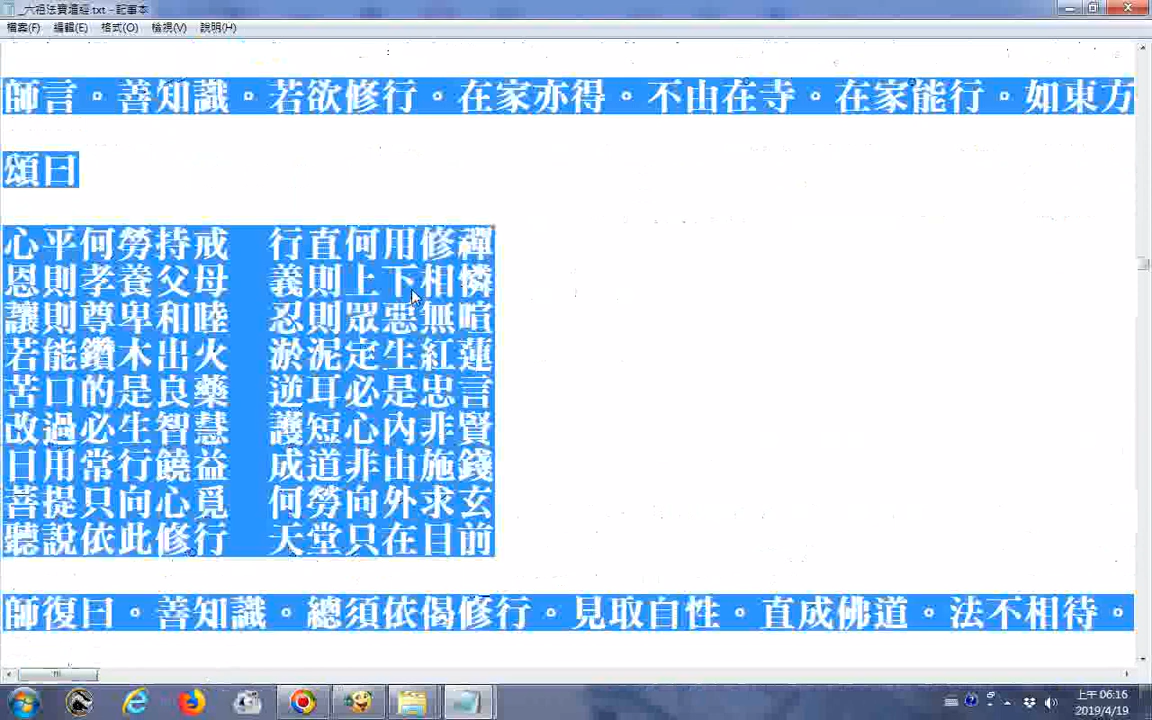 _六祖法寶壇經.txt - 記事本
檔案(F) 編輯(E) 格式(O) 檢視(V) 說明(H)
師言。善知識。若欲修行。在家亦得。不由在寺。在家能行。如東方
頌曰
心平何勞持戒　行直何用修禪
恩則孝養父母　義則上下相憐
讓則尊卑和睦　忍則眾惡無喧
若能鑽木出火　淤泥定生紅蓮
苦口的是良藥　逆耳必是忠言
改過必生智慧　護短心內非賢
日用常行饒益　成道非由施錢
菩提只向心覓　何勞向外求玄
聽說依此修行　天堂只在目前
師復曰。善知識。總須依偈修行。見取自性。直成佛道。法不相待。
上午 06:16
2019/4/19